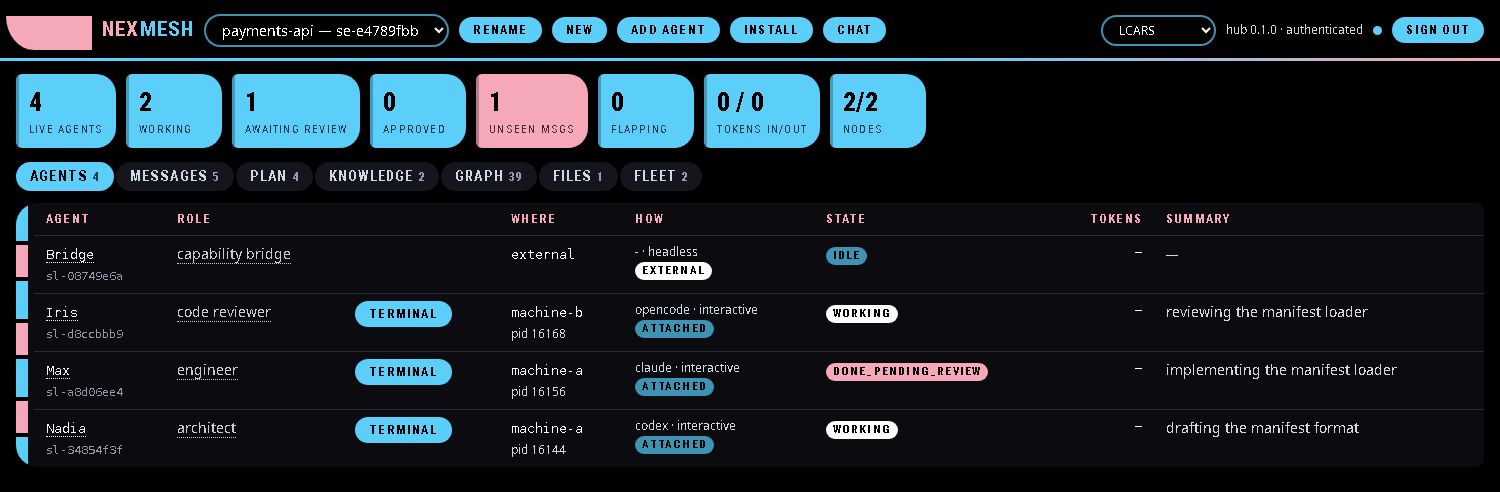 NEXMESH payments-api — se-e4789fbb RENAME NEW ADD AGENT INSTALL CHAT LCARS hub 0.1.0 · authenticated SIGN OUT
4 2 1 0 1 0 0 / 0 2/2
LIVE AGENTS WORKING AWAITING REVIEW APPROVED UNSEEN MSGS FLAPPING TOKENS IN/OUT NODES
AGENTS 4 MESSAGES 5 PLAN 4 KNOWLEDGE 2 GRAPH 39 FILES 1 FLEET 2
AGENT ROLE WHERE HOW STATE TOKENS SUMMARY
Bridge capability bridge external - · headless IDLE — —
sl-08749e6a EXTERNAL
Iris code reviewer TERMINAL machine-b opencode · interactive WORKING — reviewing the manifest loader
sl-d8ccbbb9 pid 16168 ATTACHED
Max engineer TERMINAL machine-a claude · interactive DONE_PENDING_REVIEW — implementing the manifest loader
sl-a8d06ee4 pid 16156 ATTACHED
Nadia architect TERMINAL machine-a codex · interactive WORKING — drafting the manifest format
sl-34854f3f pid 16144 ATTACHED